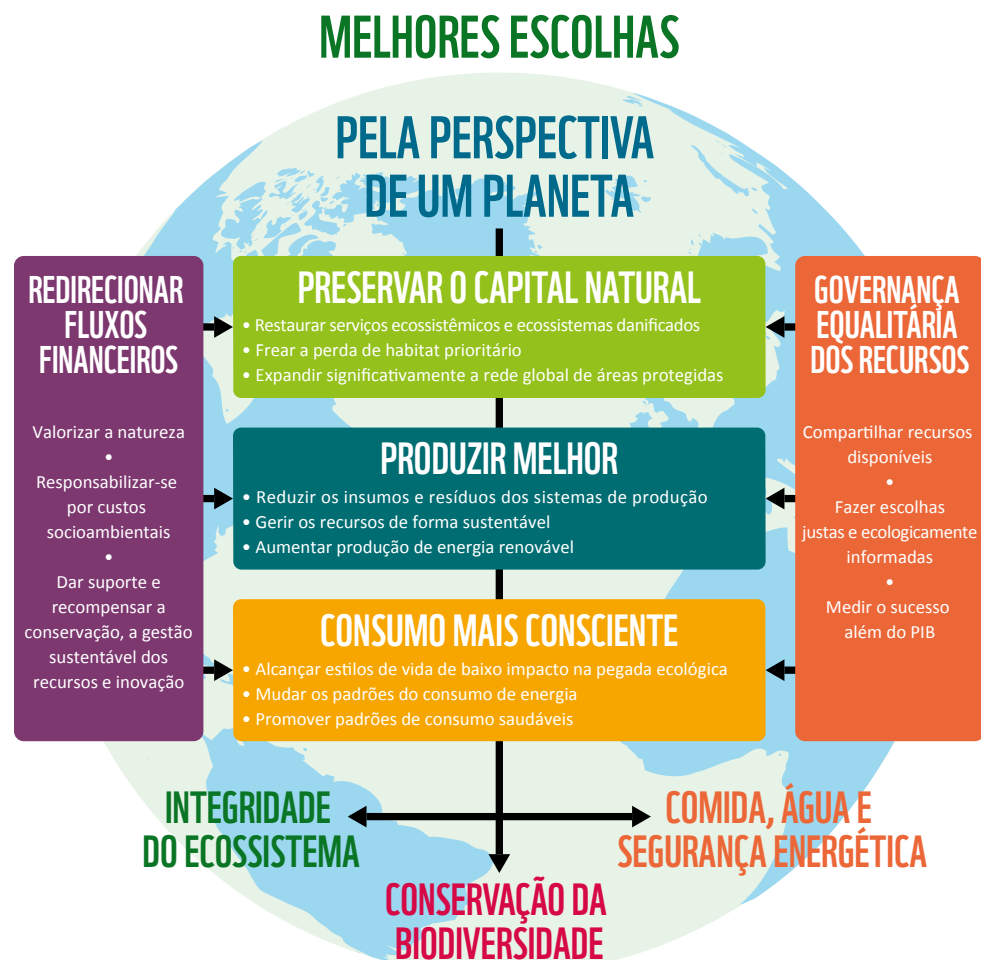 MELHORES ESCOLHAS
PELA PERSPECTIVA
DE UM PLANETA
REDIRECIONAR
FLUXOS
FINANCEIROS
Valorizar a natureza
•
Responsabilizar-se
por custos
socioambientais
•
Dar suporte e
recompensar a
conservação, a gestão
sustentável dos
recursos e inovação
PRESERVAR O CAPITAL NATURAL
• Restaurar serviços ecossistêmicos e ecossistemas danificados
• Frear a perda de habitat prioritário
• Expandir significativamente a rede global de áreas protegidas
PRODUZIR MELHOR
• Reduzir os insumos e resíduos dos sistemas de produção
• Gerir os recursos de forma sustentável
• Aumentar produção de energia renovável
CONSUMO MAIS CONSCIENTE
• Alcançar estilos de vida de baixo impacto na pegada ecológica
• Mudar os padrões do consumo de energia
• Promover padrões de consumo saudáveis
GOVERNANÇA
EQUALITÁRIA
DOS RECURSOS
Compartilhar recursos
disponíveis
•
Fazer escolhas
justas e ecologicamente
informadas
•
Medir o sucesso
além do PIB
INTEGRIDADE
DO ECOSSISTEMA
COMIDA, ÁGUA E
SEGURANÇA ENERGÉTICA
CONSERVAÇÃO DA
BIODIVERSIDADE